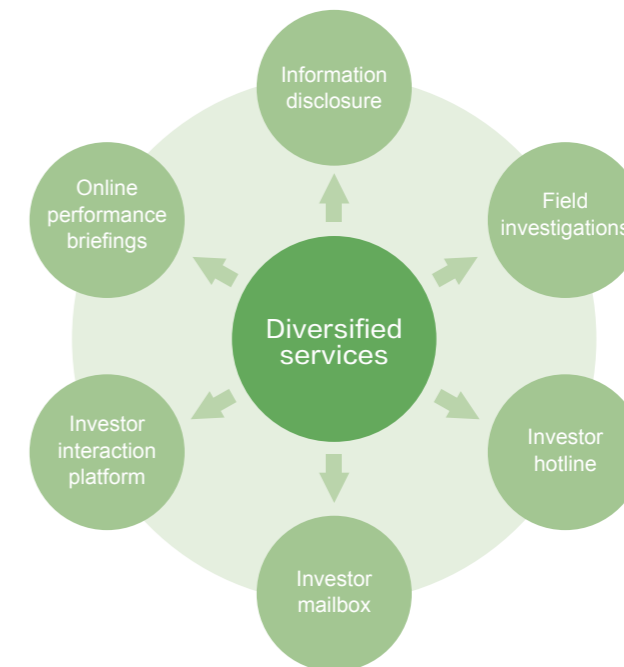 Information
disclosure
Online
performance
briefings
Field
investigations
Diversified
services
Investor
interaction
platform
Investor
hotline
Investor
mailbox